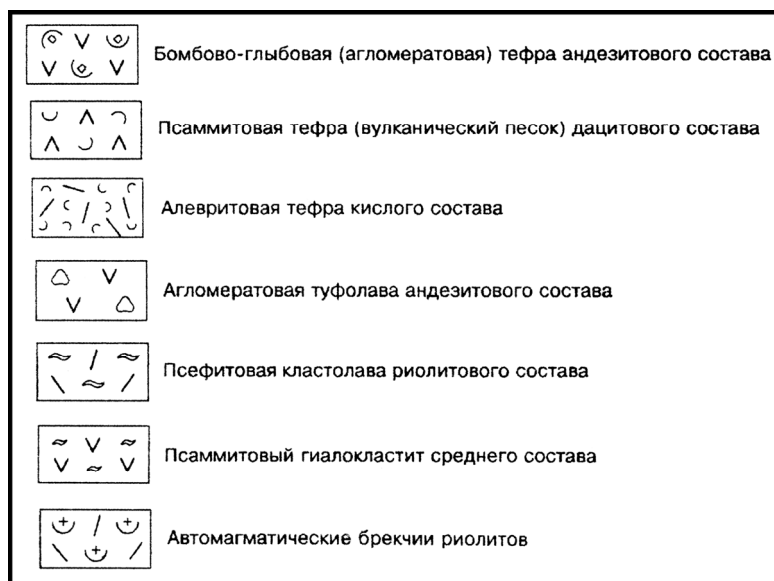 Бомбово-глыбовая (агломератовая) тефра андезитового состава
Псаммитовая тефра (вулканический песок) дацитового состава
Алевритовая тефра кислого состава
Агломератовая туфолава андезитового состава
Псефитовая кластолава риолитового состава
Псаммитовый гиалокластит среднего состава
Автомагматические брекчии риолитов